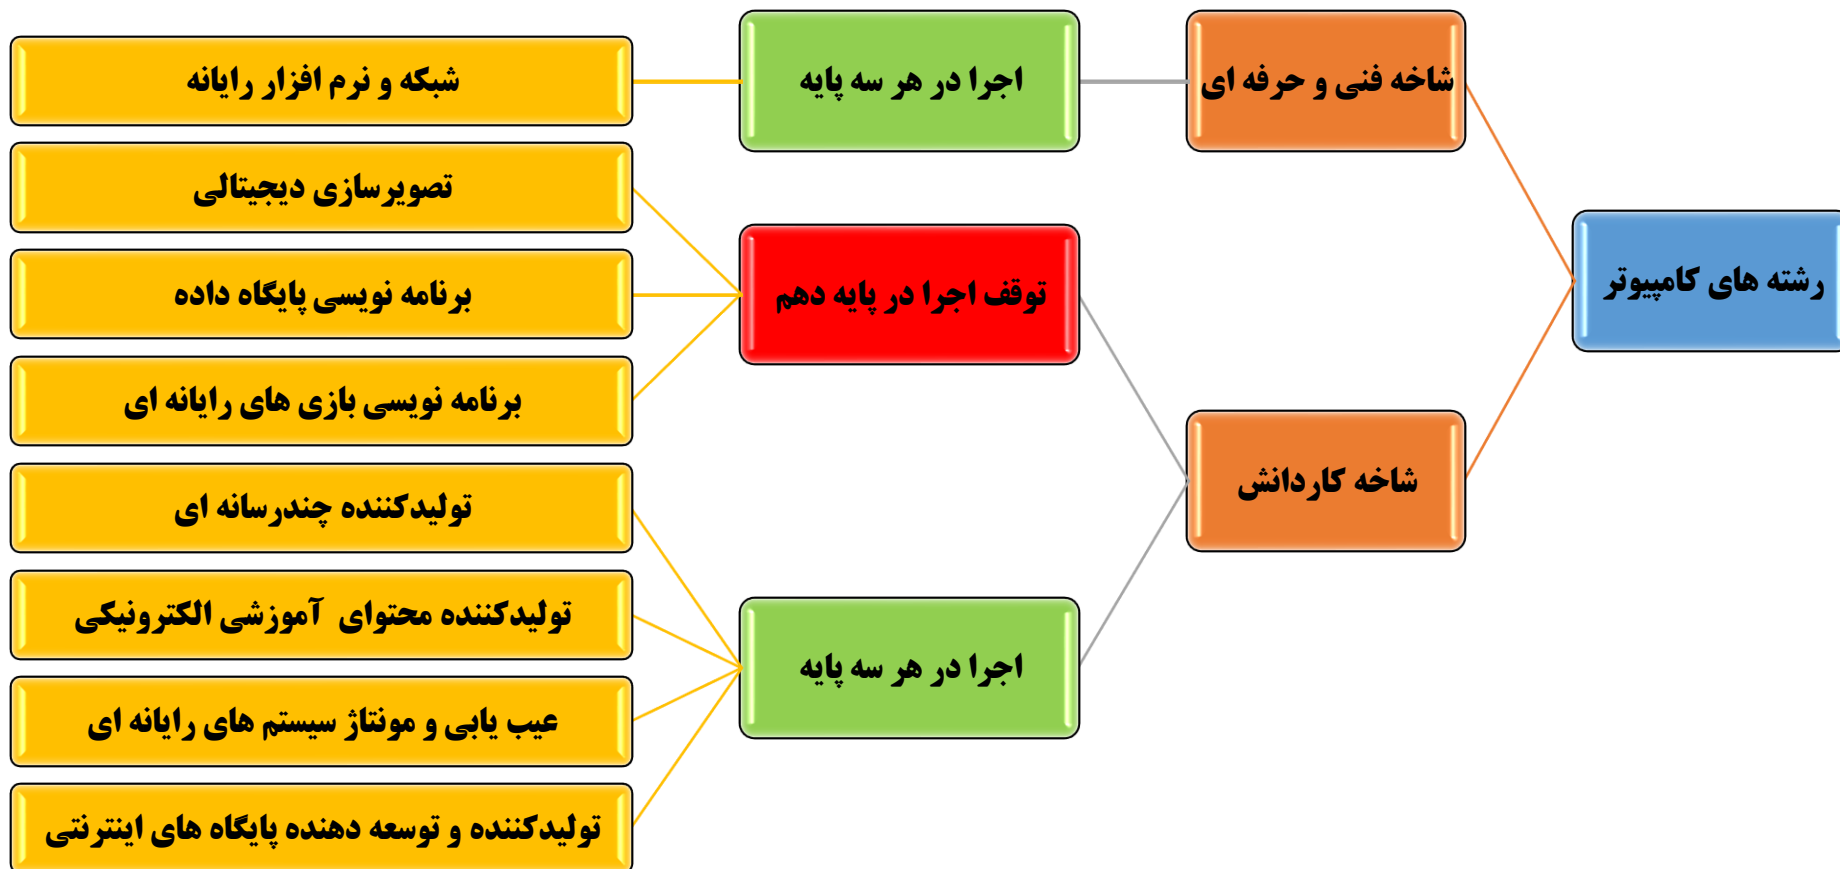 رشته های کامپیوتر
شاخه فنی و حرفه ای
اجرا در هر سه پایه
شبکه و نرم افزار رایانه
شاخه کاردانش
توقف اجرا در پایه دهم
تصویرسازی دیجیتالی
برنامه نویسی پایگاه داده
برنامه نویسی بازی های رایانه ای
اجرا در هر سه پایه
تولیدکننده چندرسانه ای
تولیدکننده محتوای آموزشی الکترونیکی
عیب یابی و مونتاژ سیستم های رایانه ای
تولیدکننده و توسعه دهنده پایگاه های اینترنتی